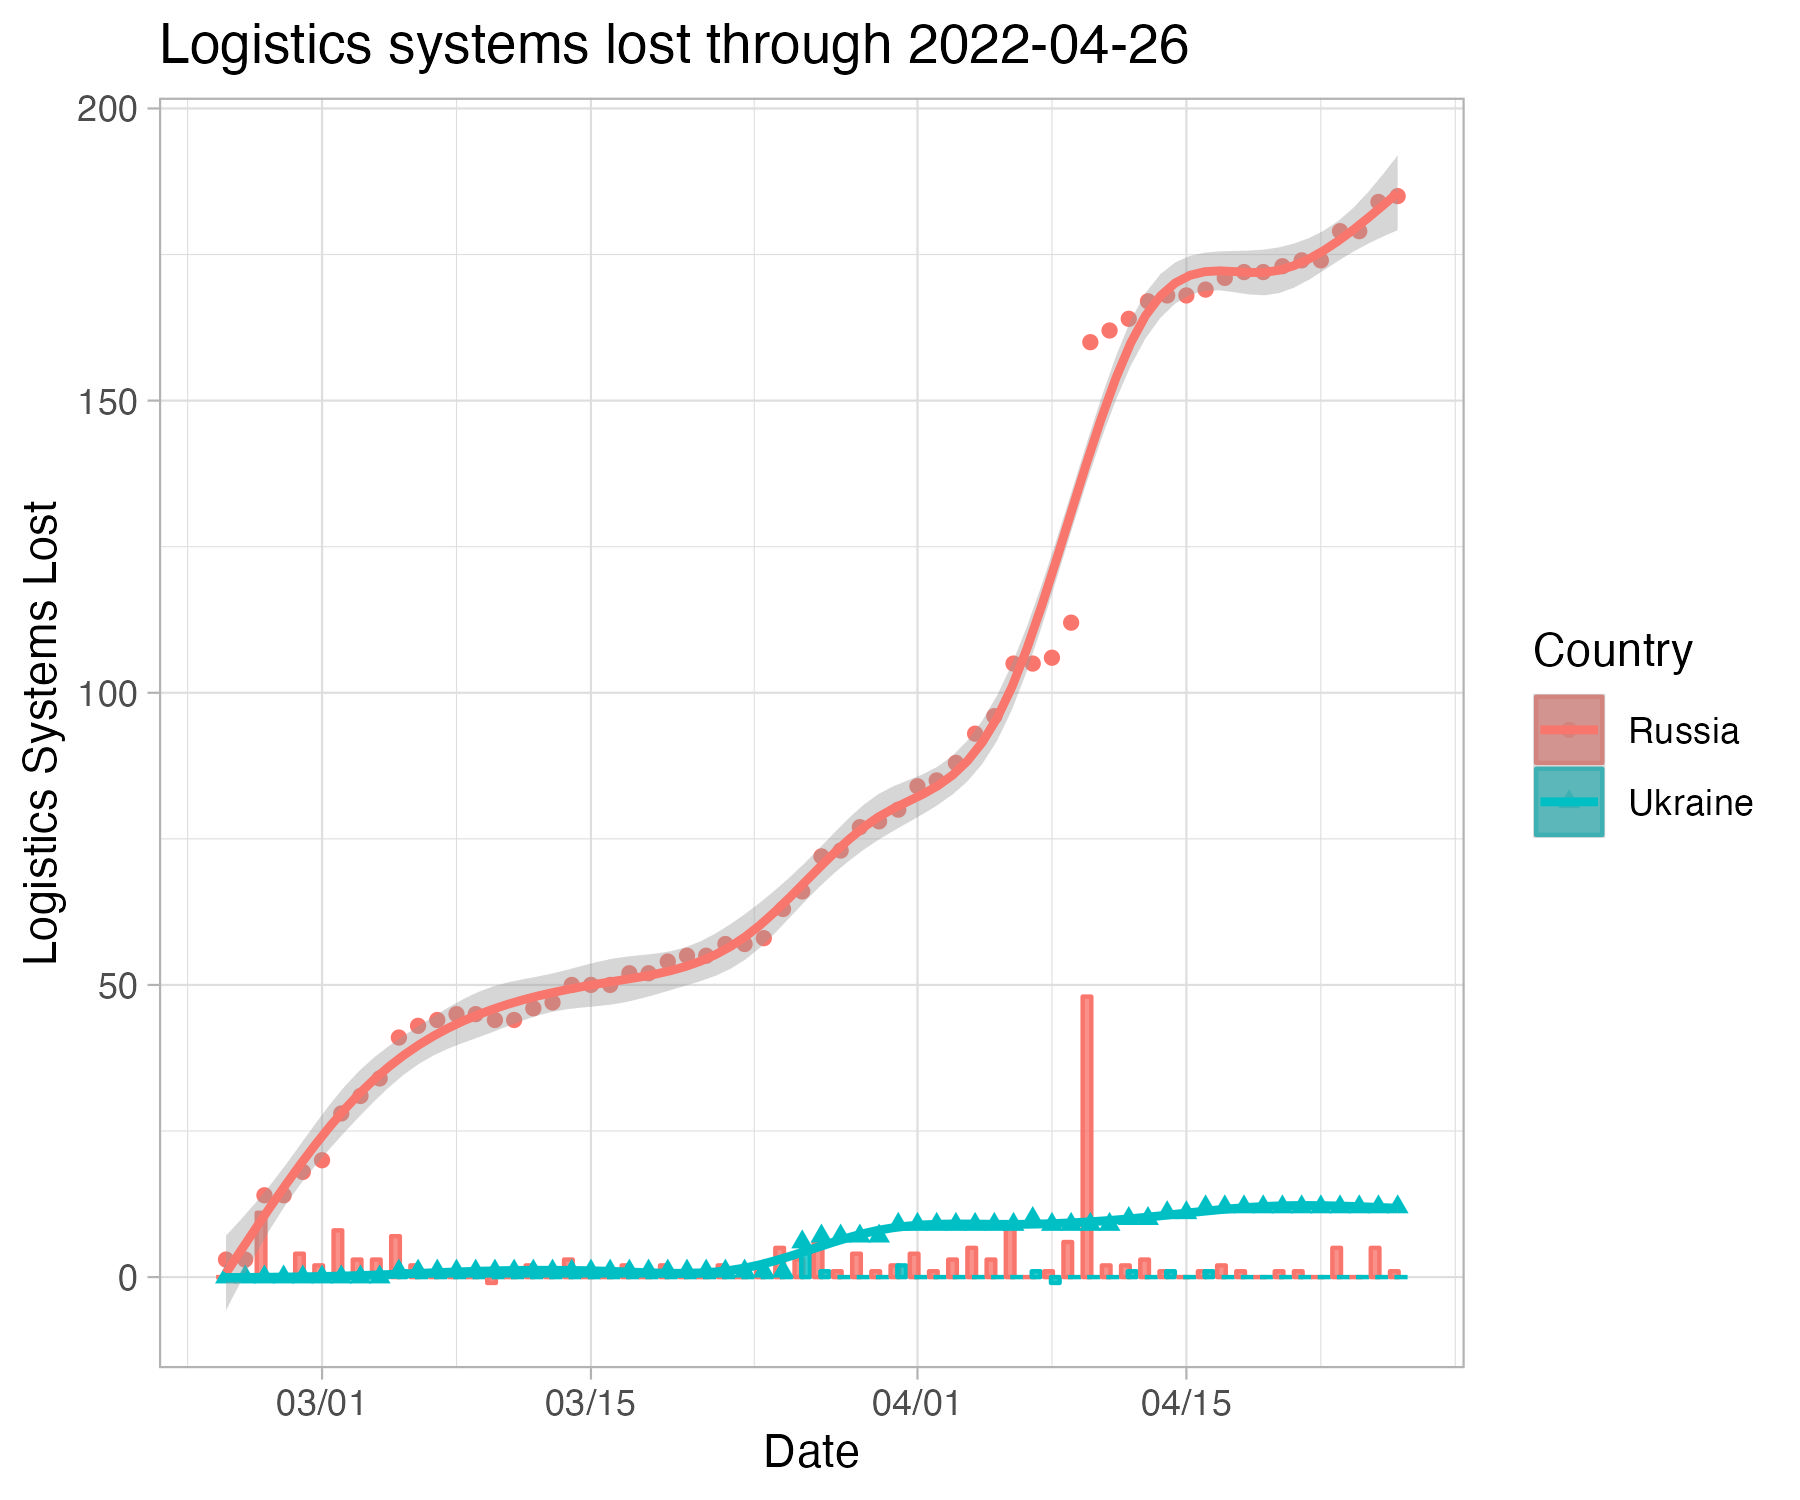 Logistics systems lost through 2022-04-26
Logistics Systems Lost
200
150
100
50
0
03/01 03/15 04/01 04/15
Date
Country
Russia
Ukraine